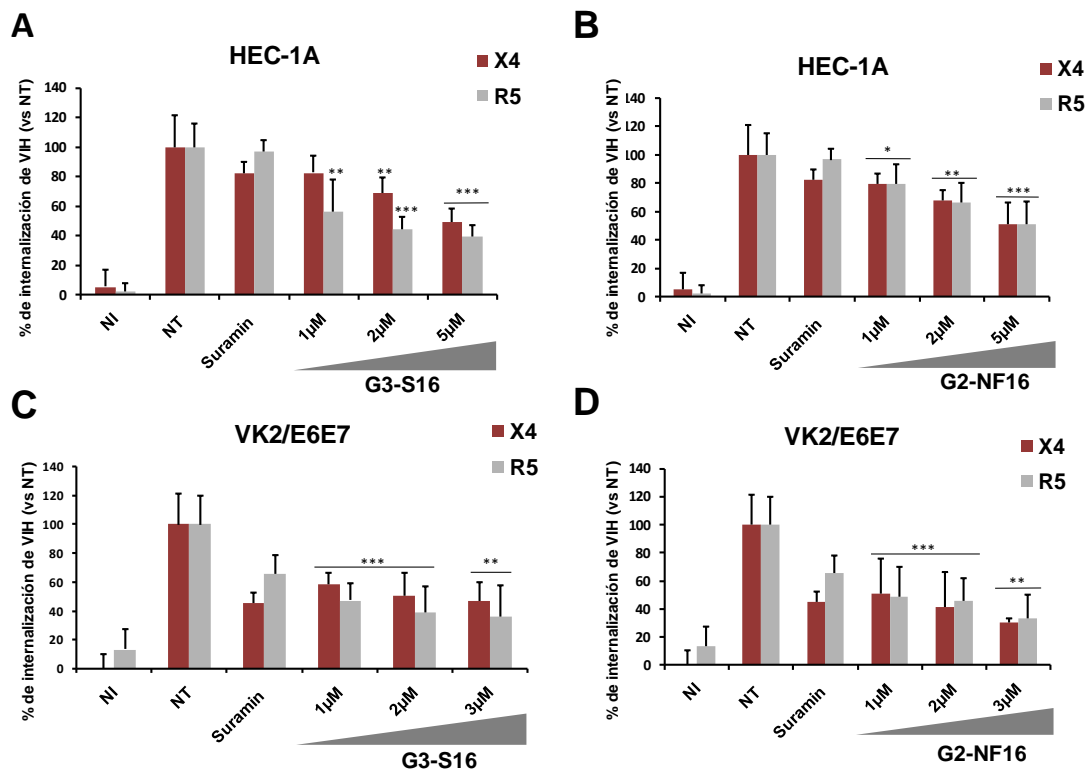 A
HEC-1A
X4
R5
% de internalización de VIH (vs NT)
140
120
100
80
60
40
20
0
** ** *** ***
NI NT Suramin 1µM 2µM 5µM
G3-S16
B
HEC-1A
X4
R5
% de internalización de VIH (vs NT)
140
120
100
80
60
40
20
0
* ** ***
NI NT Suramin 1µM 2µM 5µM
G2-NF16
C
VK2/E6E7
X4
R5
% de internalización de VIH (vs NT)
140
120
100
80
60
40
20
0
*** **
NI NT Suramin 1µM 2µM 3µM
G3-S16
D
VK2/E6E7
X4
R5
% de internalización de VIH (vs NT)
140
120
100
80
60
40
20
0
*** **
NI NT Suramin 1µM 2µM 3µM
G2-NF16